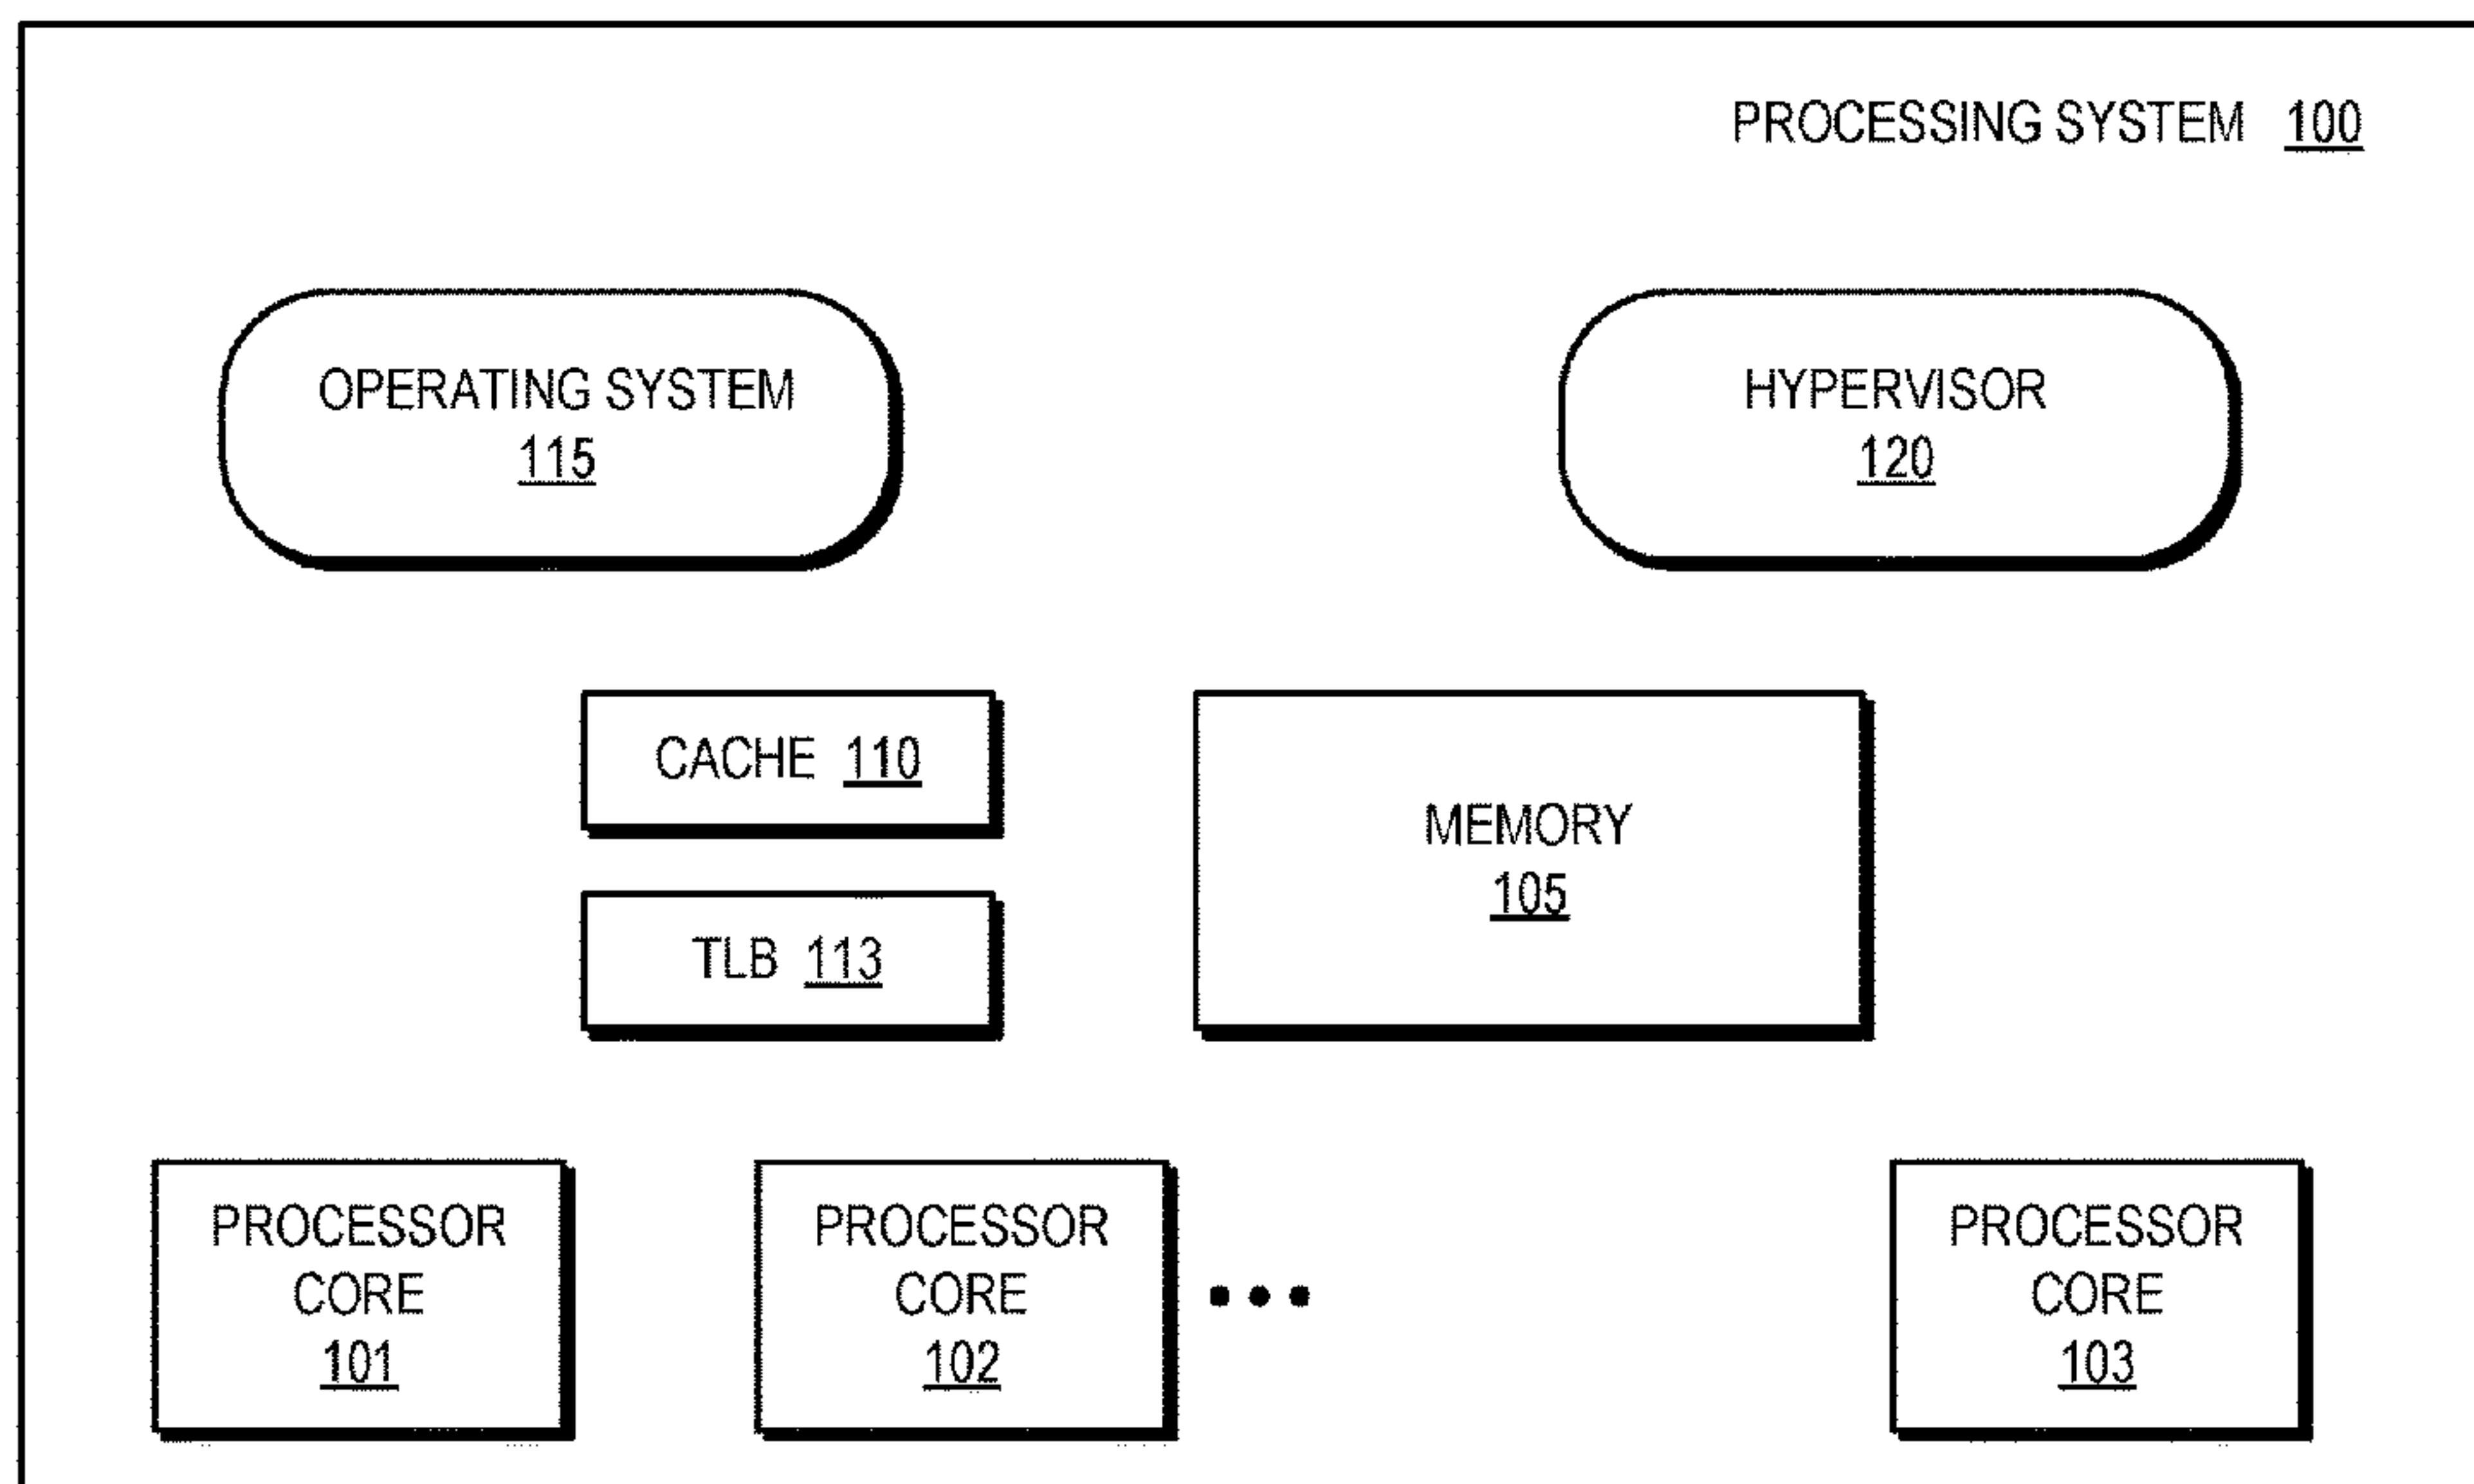 PROCESSING SYSTEM 100
OPERATING SYSTEM
115
HYPERVISOR
120
CACHE 110
MEMORY
105
TLB 113
PROCESSOR
CORE
101
PROCESSOR
CORE
102
PROCESSOR
CORE
103